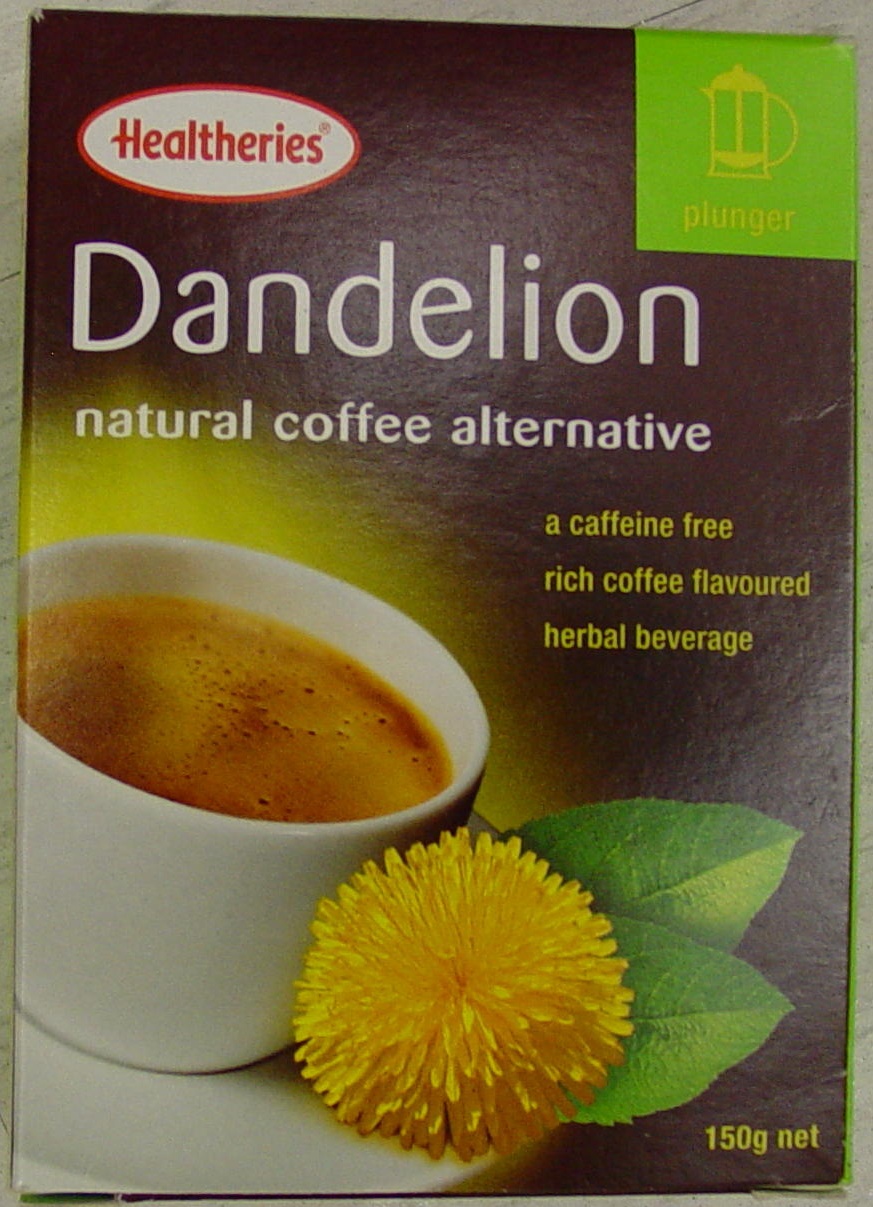 Healtheries®
plunger
Dandelion
natural coffee alternative
a caffeine free
rich coffee flavoured
herbal beverage
150g net